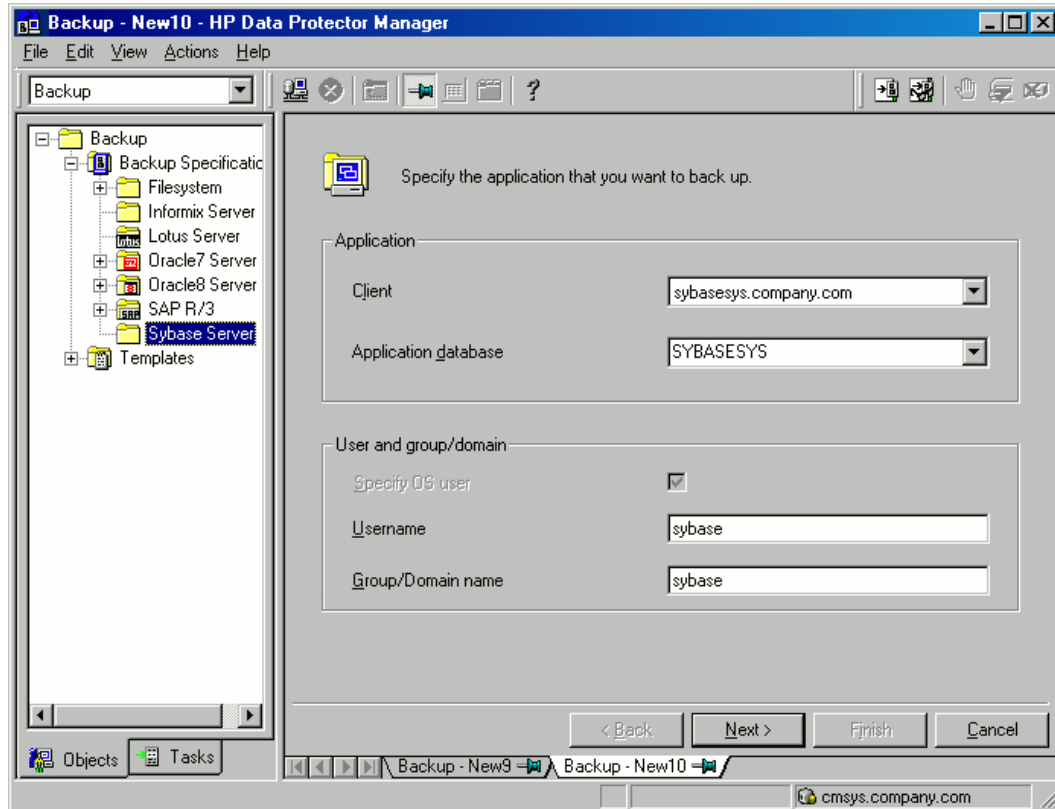 Backup - New10 - HP Data Protector Manager
File Edit View Actions Help
Backup
?
Backup
Backup Specificatio
Filesystem
Informix Server
Lotus Server
Oracle7 Server
Oracle8 Server
SAP R/3
Sybase Server
Templates
Objects
Tasks
Specify the application that you want to back up.
Application
Client
sybasesys.company.com
Application database
SYBASESYS
User and group/domain
Specify OS user
Username
sybase
Group/Domain name
sybase
< Back Next > Finish Cancel
Backup - New9 Backup - New10
cmsys.company.com